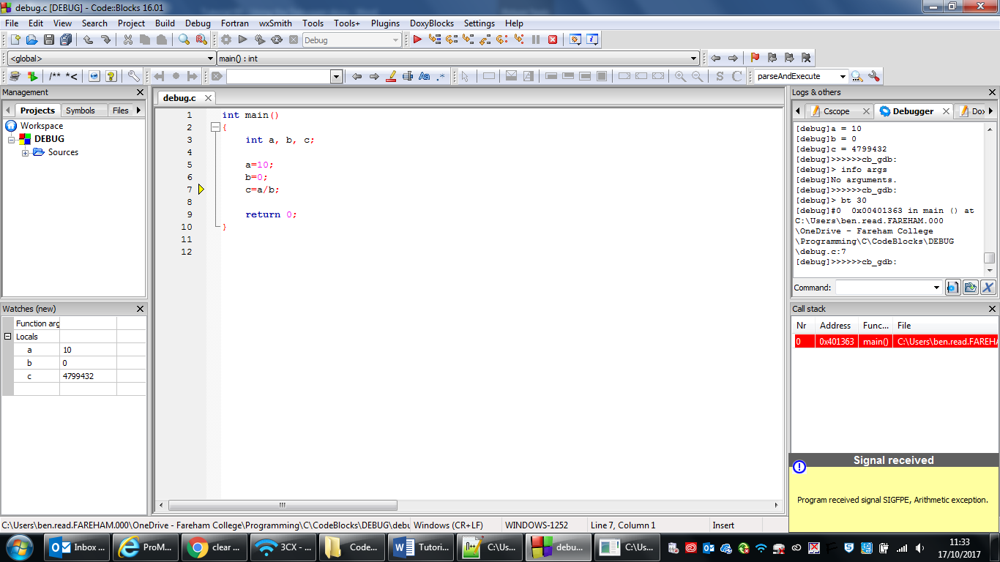 debug.c [DEBUG] - Code::Blocks 16.01
File Edit View Search Project Build Debug Fortran wxSmith Tools Tools+ Plugins DoxyBlocks Settings Help
Debug
<global> main() : int
/** *< Aa .* S C parseAndExecute
Management
Projects Symbols Files
Workspace
DEBUG
Sources
debug.c
1 int main()
2 {
3 int a, b, c;
4
5 a=10;
6 b=0;
7 c=a/b;
8
9 return 0;
10 }
11
12
Logs & others
Cscope Debugger Dox
[debug]a = 10
[debug]b = 0
[debug]c = 4799432
[debug]>>>>>>cb_gdb:
[debug]> info args
[debug]No arguments.
[debug]>>>>>>cb_gdb:
[debug]> bt 30
[debug]#0 0x00401363 in main () at
C:\Users\ben.read.FAREHAM.000
\OneDrive - Fareham College
\Programming\C\CodeBlocks\DEBUG
\debug.c:7
[debug]>>>>>>cb_gdb:
Command:
Watches (new)
Function arg
Locals
a 10
b 0
c 4799432
Call stack
Nr Address Func... File
0 0x401363 main() C:\Users\ben.read.FAREHA
Signal received
Program received signal SIGFPE, Arithmetic exception.
C:\Users\ben.read.FAREHAM.000\OneDrive - Fareham College\Programming\C\CodeBlocks\DEBUG\debu Windows (CR+LF) WINDOWS-1252 Line 7, Column 1 Insert
Inbox ... ProM... clear ... 3CX - ... Code... Tutori... C:\Us... debu... C:\Us...
11:33
17/10/2017